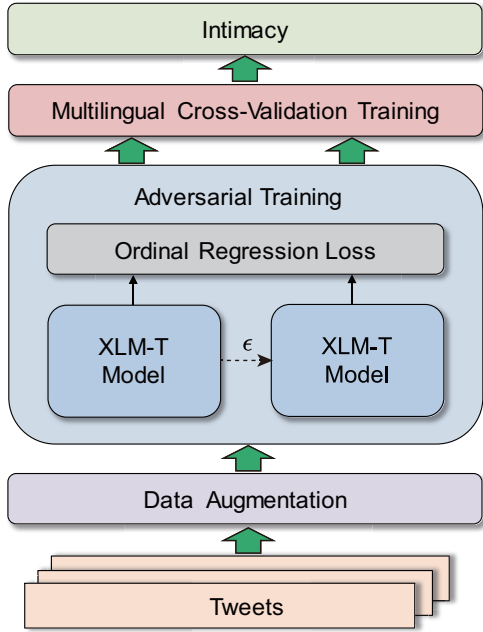 Intimacy
Multilingual Cross-Validation Training
Adversarial Training
Ordinal Regression Loss
XLM-T
Model
ϵ
XLM-T
Model
Data Augmentation
Tweets